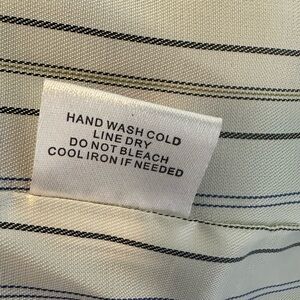 HAND WASH COLD
LINE DRY
DO NOT BLEACH
COOL IRON IF NEEDED